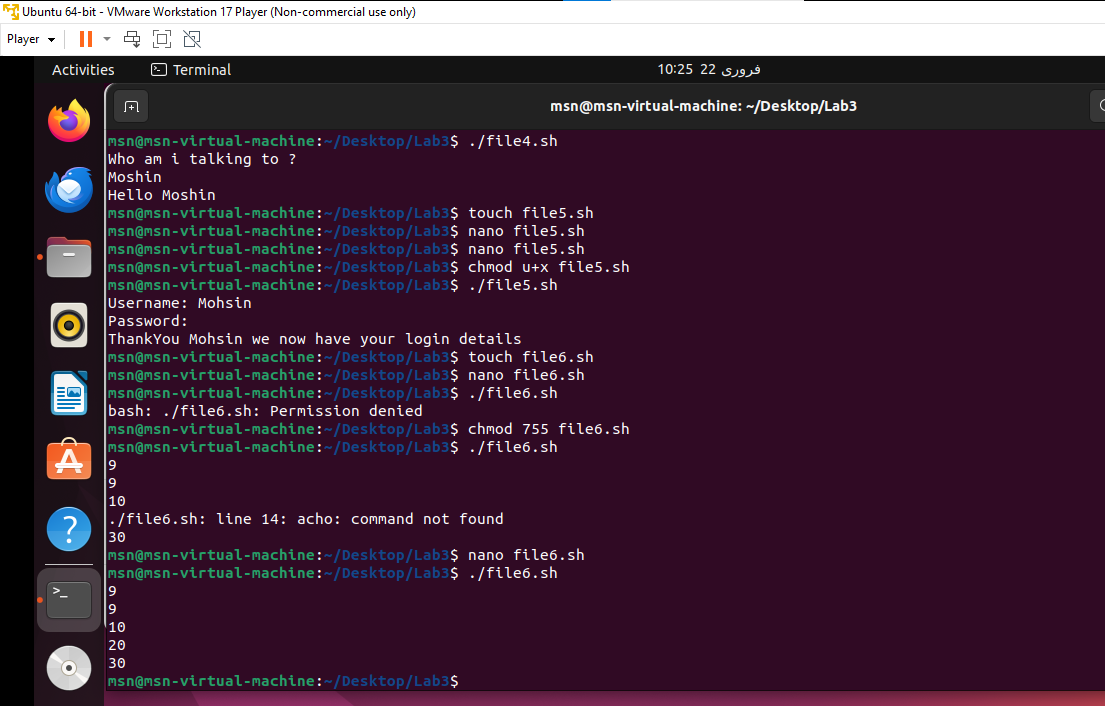 Ubuntu 64-bit - VMware Workstation 17 Player (Non-commercial use only)
Player
Activities
Terminal
10:25 22 فروری
msn@msn-virtual-machine: ~/Desktop/Lab3
msn@msn-virtual-machine:~/Desktop/Lab3$ ./file4.sh
Who am i talking to ?
Moshin
Hello Moshin
msn@msn-virtual-machine:~/Desktop/Lab3$ touch file5.sh
msn@msn-virtual-machine:~/Desktop/Lab3$ nano file5.sh
msn@msn-virtual-machine:~/Desktop/Lab3$ nano file5.sh
msn@msn-virtual-machine:~/Desktop/Lab3$ chmod u+x file5.sh
msn@msn-virtual-machine:~/Desktop/Lab3$ ./file5.sh
Username: Mohsin
Password:
ThankYou Mohsin we now have your login details
msn@msn-virtual-machine:~/Desktop/Lab3$ touch file6.sh
msn@msn-virtual-machine:~/Desktop/Lab3$ nano file6.sh
msn@msn-virtual-machine:~/Desktop/Lab3$ ./file6.sh
bash: ./file6.sh: Permission denied
msn@msn-virtual-machine:~/Desktop/Lab3$ chmod 755 file6.sh
msn@msn-virtual-machine:~/Desktop/Lab3$ ./file6.sh
9
9
10
./file6.sh: line 14: acho: command not found
30
msn@msn-virtual-machine:~/Desktop/Lab3$ nano file6.sh
msn@msn-virtual-machine:~/Desktop/Lab3$ ./file6.sh
9
9
10
20
30
msn@msn-virtual-machine:~/Desktop/Lab3$